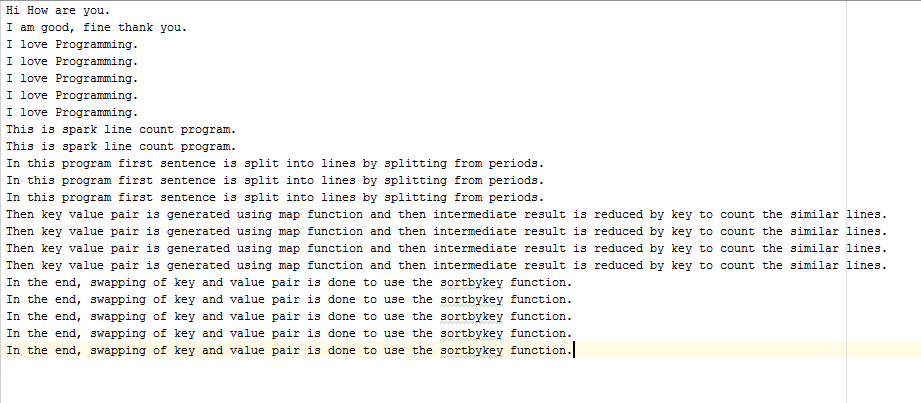 Hi How are you.
I am good, fine thank you.
I love Programming.
I love Programming.
I love Programming.
I love Programming.
I love Programming.
This is spark line count program.
This is spark line count program.
In this program first sentence is split into lines by splitting from periods.
In this program first sentence is split into lines by splitting from periods.
In this program first sentence is split into lines by splitting from periods.
Then key value pair is generated using map function and then intermediate result is reduced by key to count the similar lines.
Then key value pair is generated using map function and then intermediate result is reduced by key to count the similar lines.
Then key value pair is generated using map function and then intermediate result is reduced by key to count the similar lines.
Then key value pair is generated using map function and then intermediate result is reduced by key to count the similar lines.
In the end, swapping of key and value pair is done to use the sortbykey function.
In the end, swapping of key and value pair is done to use the sortbykey function.
In the end, swapping of key and value pair is done to use the sortbykey function.
In the end, swapping of key and value pair is done to use the sortbykey function.
In the end, swapping of key and value pair is done to use the sortbykey function.